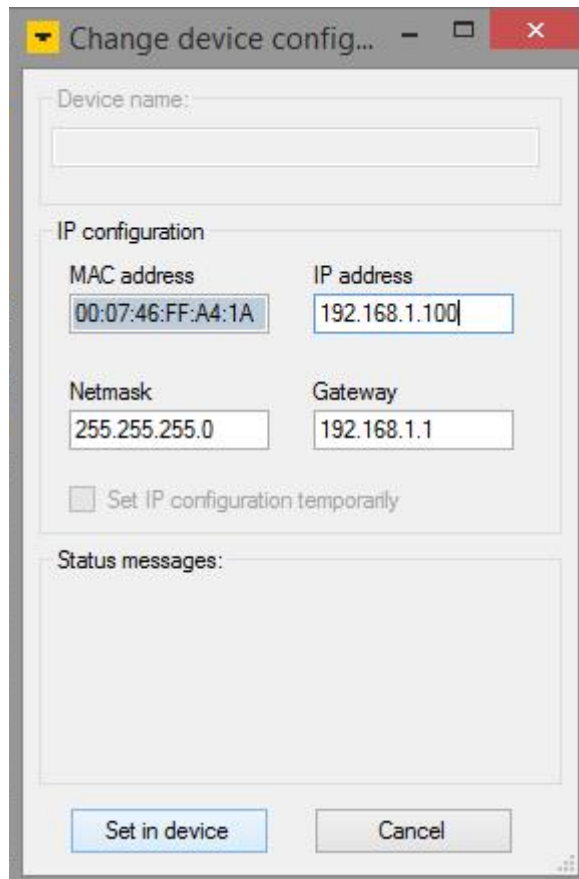 Change device config...
Device name:
IP configuration
MAC address IP address
00:07:46:FF:A4:1A 192.168.1.100
Netmask Gateway
255.255.255.0 192.168.1.1
Set IP configuration temporarily
Status messages:
Set in device Cancel